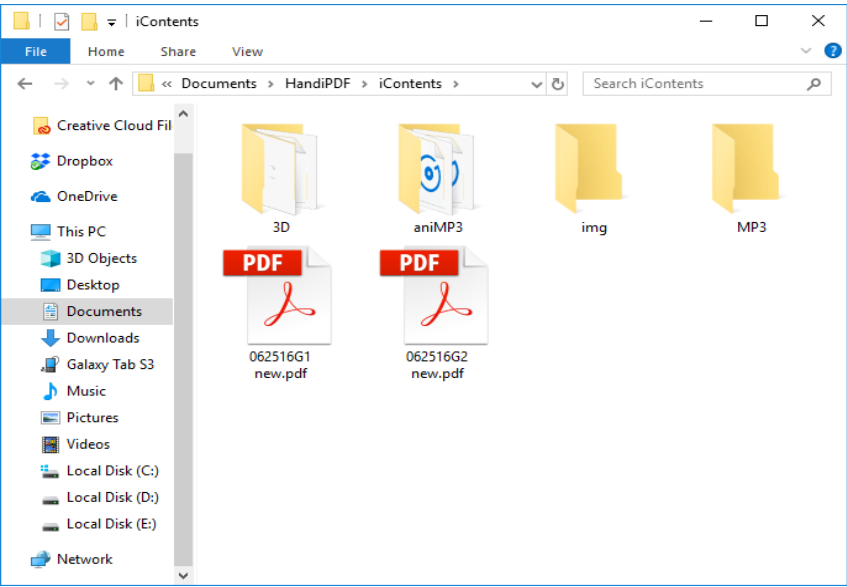 iContents
File Home Share View
« Documents > HandiPDF > iContents >
Search iContents
Creative Cloud Fil
Dropbox
OneDrive
This PC
3D Objects
Desktop
Documents
Downloads
Galaxy Tab S3
Music
Pictures
Videos
Local Disk (C:)
Local Disk (D:)
Local Disk (E:)
Network
3D aniMP3 img MP3
PDF PDF
062516G1 062516G2
new.pdf new.pdf